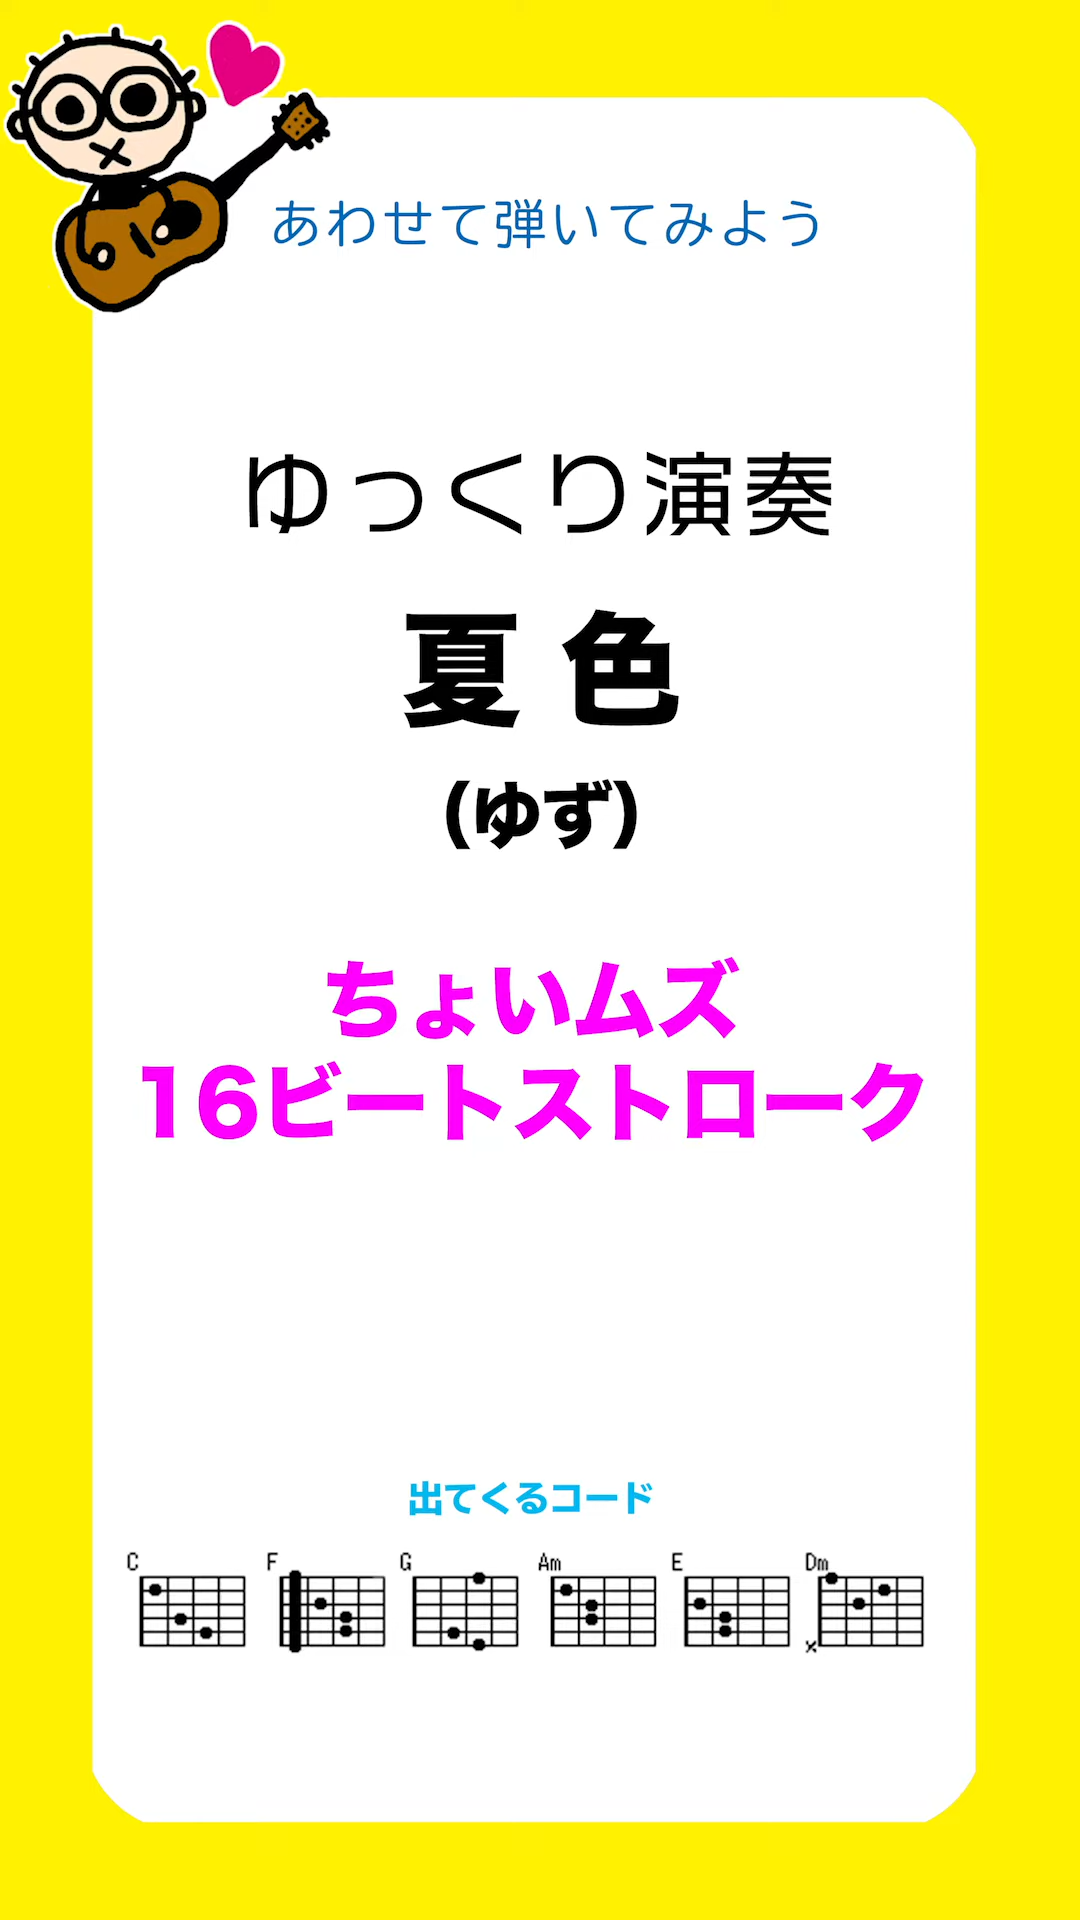 あわせて弾いてみよう
ゆっくり演奏
夏色
(ゆず)
ちょいムズ
16ビートストローク
出てくるコード
C F G Am E Dm
×